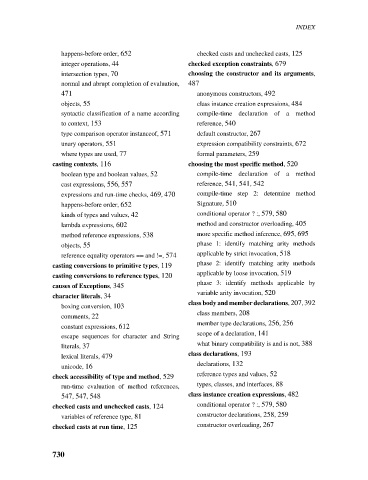 INDEX
happens-before order, 652
integer operations, 44
intersection types, 70
normal and abrupt completion of evaluation,
471
objects, 55
syntactic classification of a name according
to context, 153
type comparison operator instanceof, 571
unary operators, 551
where types are used, 77
casting contexts, 116
boolean type and boolean values, 52
cast expressions, 556, 557
expressions and run-time checks, 469, 470
happens-before order, 652
kinds of types and values, 42
lambda expressions, 602
method reference expressions, 538
objects, 55
reference equality operators == and !=, 574
casting conversions to primitive types, 119
casting conversions to reference types, 120
causes of Exceptions, 345
character literals, 34
boxing conversion, 103
comments, 22
constant expressions, 612
escape sequences for character and String
literals, 37
lexical literals, 479
unicode, 16
check accessibility of type and method, 529
run-time evaluation of method references,
547, 547, 548
checked casts and unchecked casts, 124
variables of reference type, 81
checked casts at run time, 125
checked casts and unchecked casts, 125
checked exception constraints, 679
choosing the constructor and its arguments,
487
anonymous constructors, 492
class instance creation expressions, 484
compile-time declaration of a method
reference, 540
default constructor, 267
expression compatibility constraints, 672
formal parameters, 259
choosing the most specific method, 520
compile-time declaration of a method
reference, 541, 541, 542
compile-time step 2: determine method
Signature, 510
conditional operator ? :, 579, 580
method and constructor overloading, 405
more specific method inference, 695, 695
phase 1: identify matching arity methods
applicable by strict invocation, 518
phase 2: identify matching arity methods
applicable by loose invocation, 519
phase 3: identify methods applicable by
variable arity invocation, 520
class body and member declarations, 207, 392
class members, 208
member type declarations, 256, 256
scope of a declaration, 141
what binary compatibility is and is not, 388
class declarations, 193
declarations, 132
reference types and values, 52
types, classes, and interfaces, 88
class instance creation expressions, 482
conditional operator ? :, 579, 580
constructor declarations, 258, 259
constructor overloading, 267
730